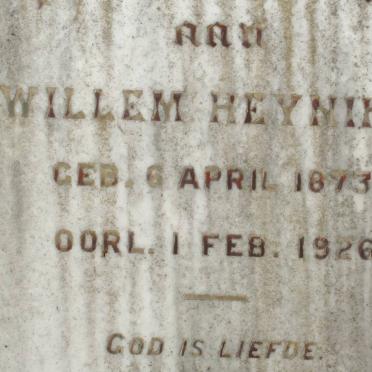 aan
WILLEM HEYNI
GEB. 6 APRIL 1873
OORL. 1 FEB. 1926
GOD IS LIEFDE.